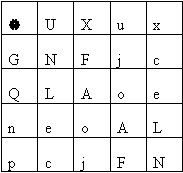 U X u x
G N F j c
Q L A o e
n e o A L
p c j F N